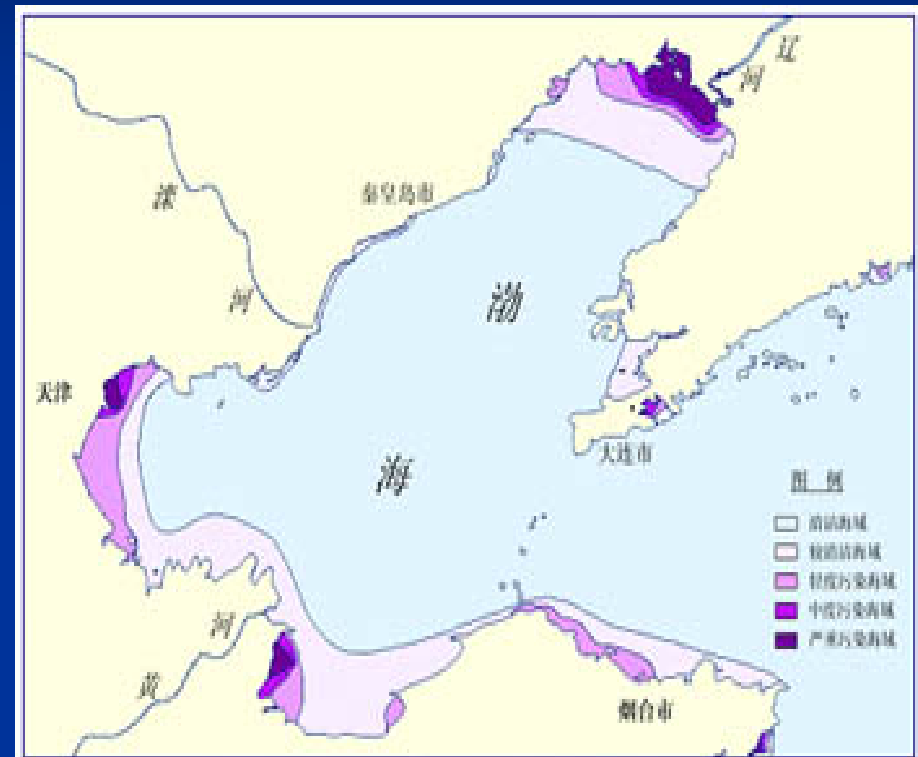 辽河
滦河
秦皇岛市
渤海
天津
大连市
图 例
清洁海域
较清洁海域
轻度污染海域
中度污染海域
严重污染海域
黄河
烟台市